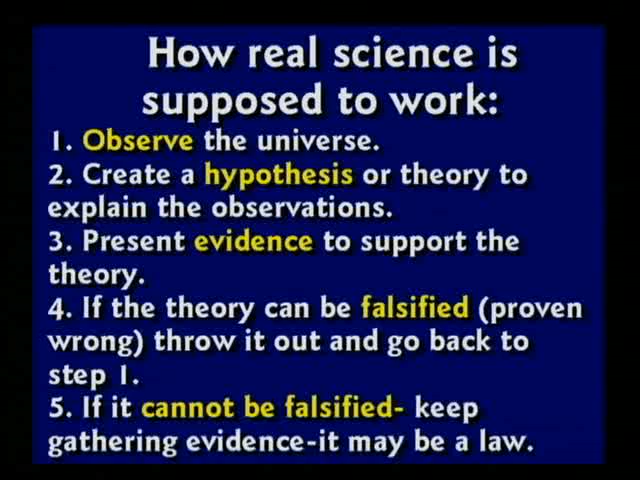 How real science is
supposed to work:
1. Observe the universe.
2. Create a hypothesis or theory to
explain the observations.
3. Present evidence to support the
theory.
4. If the theory can be falsified (proven
wrong) throw it out and go back to
step 1.
5. If it cannot be falsified- keep
gathering evidence-it may be a law.